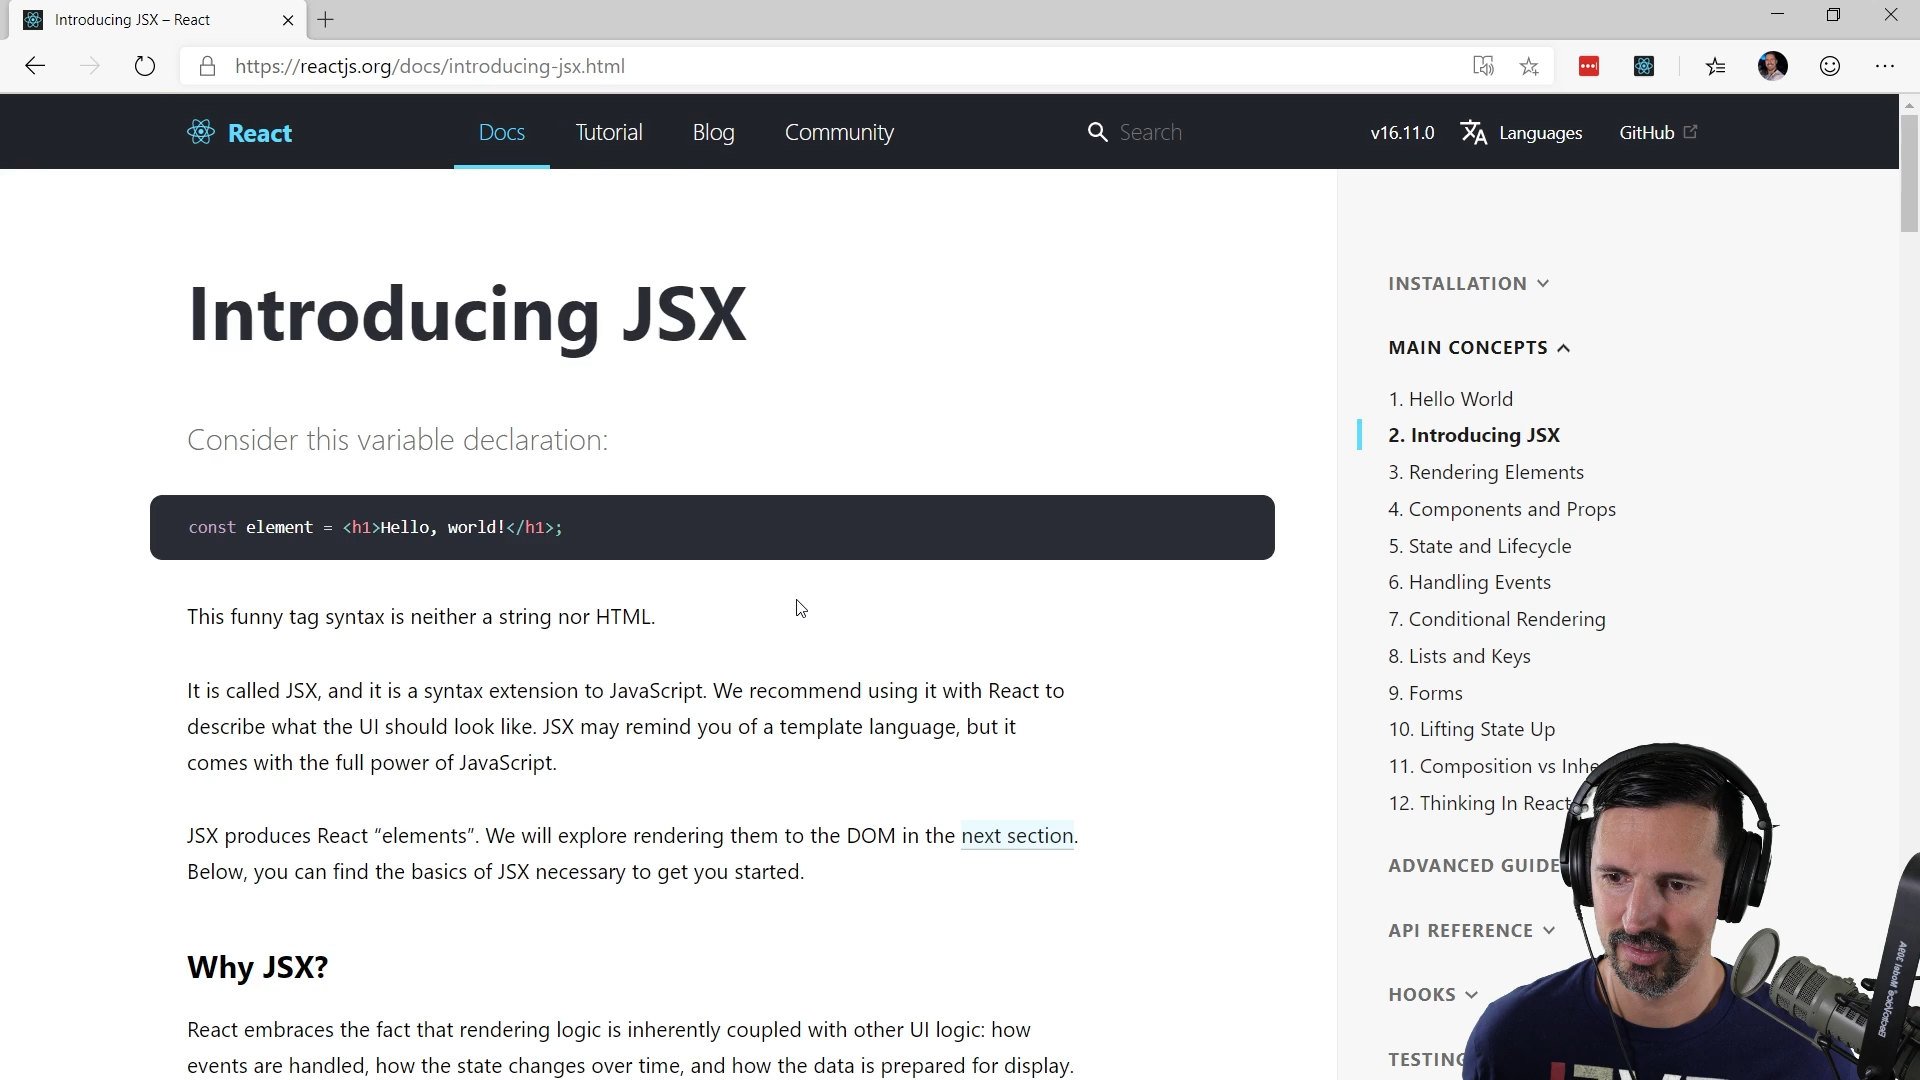 Introducing JSX – React
https://reactjs.org/docs/introducing-jsx.html
React
Docs
Tutorial
Blog
Community
Search
v16.11.0
Languages
GitHub
Introducing JSX
Consider this variable declaration:
const element = <h1>Hello, world!</h1>;
This funny tag syntax is neither a string nor HTML.
It is called JSX, and it is a syntax extension to JavaScript. We recommend using it with React to
describe what the UI should look like. JSX may remind you of a template language, but it
comes with the full power of JavaScript.
JSX produces React “elements”. We will explore rendering them to the DOM in the next section.
Below, you can find the basics of JSX necessary to get you started.
Why JSX?
React embraces the fact that rendering logic is inherently coupled with other UI logic: how
events are handled, how the state changes over time, and how the data is prepared for display.
INSTALLATION
MAIN CONCEPTS
1. Hello World
2. Introducing JSX
3. Rendering Elements
4. Components and Props
5. State and Lifecycle
6. Handling Events
7. Conditional Rendering
8. Lists and Keys
9. Forms
10. Lifting State Up
11. Composition vs Inhe
12. Thinking In React
ADVANCED GUIDE
API REFERENCE
HOOKS
TESTING